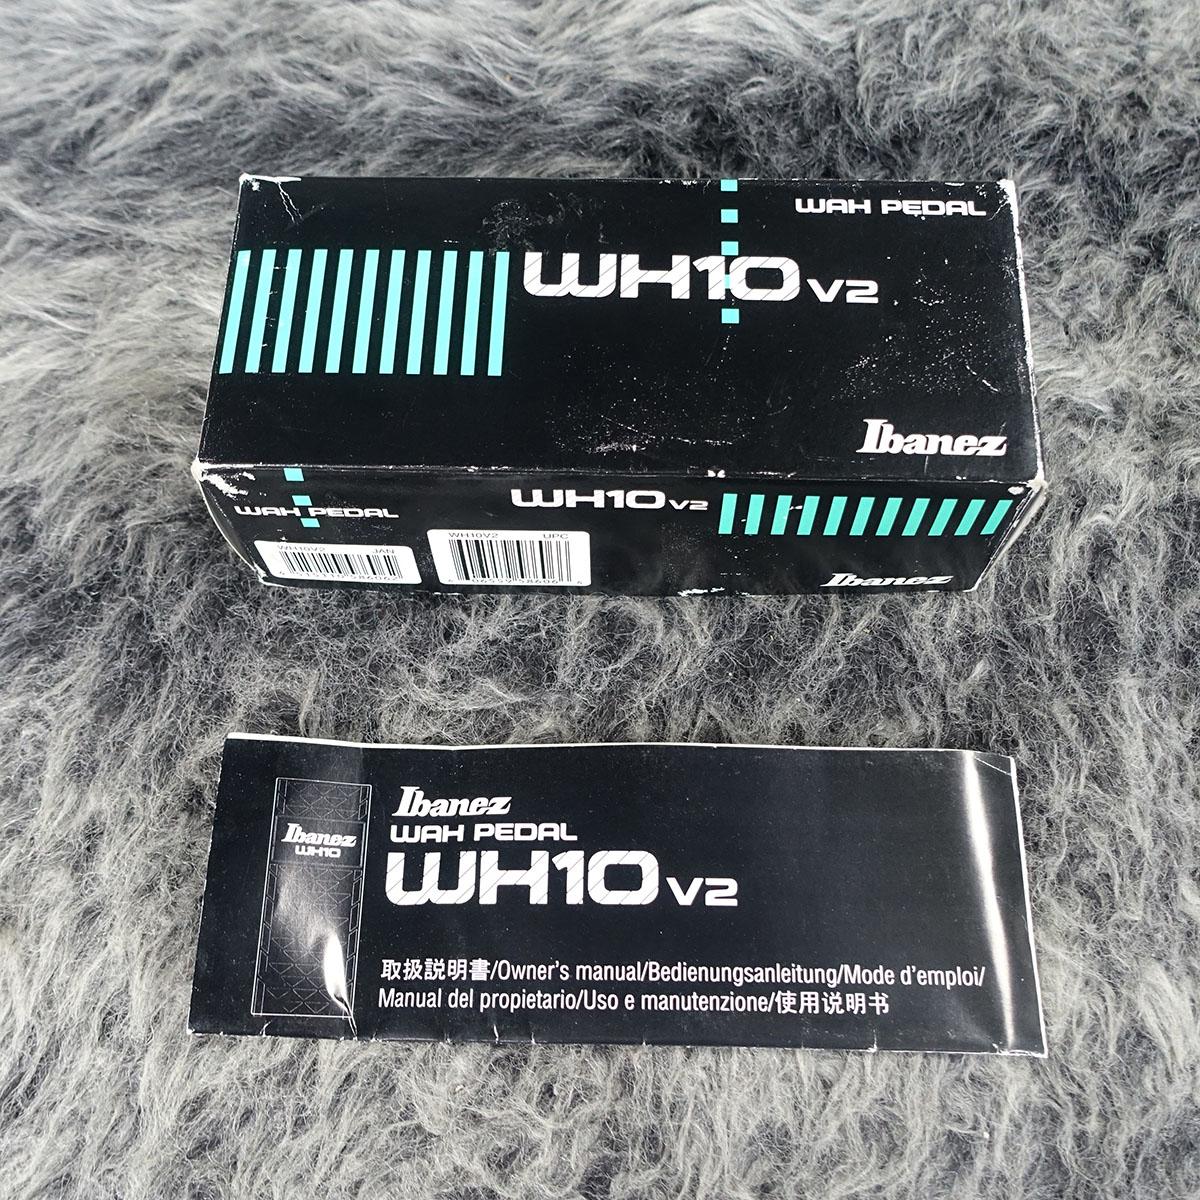 WAH PEDAL
WH10 V2
Ibanez
WAH PEDAL
WH10 V2
WH10V2 JAN
WH10V2 UPC
Ibanez
Ibanez
WH10
Ibanez
WAH PEDAL
WH10 V2
取扱説明書/Owner's manual/Bedienungsanleitung/Mode d'emploi/
Manual del propietario/Uso e manutenzione/使用说明书